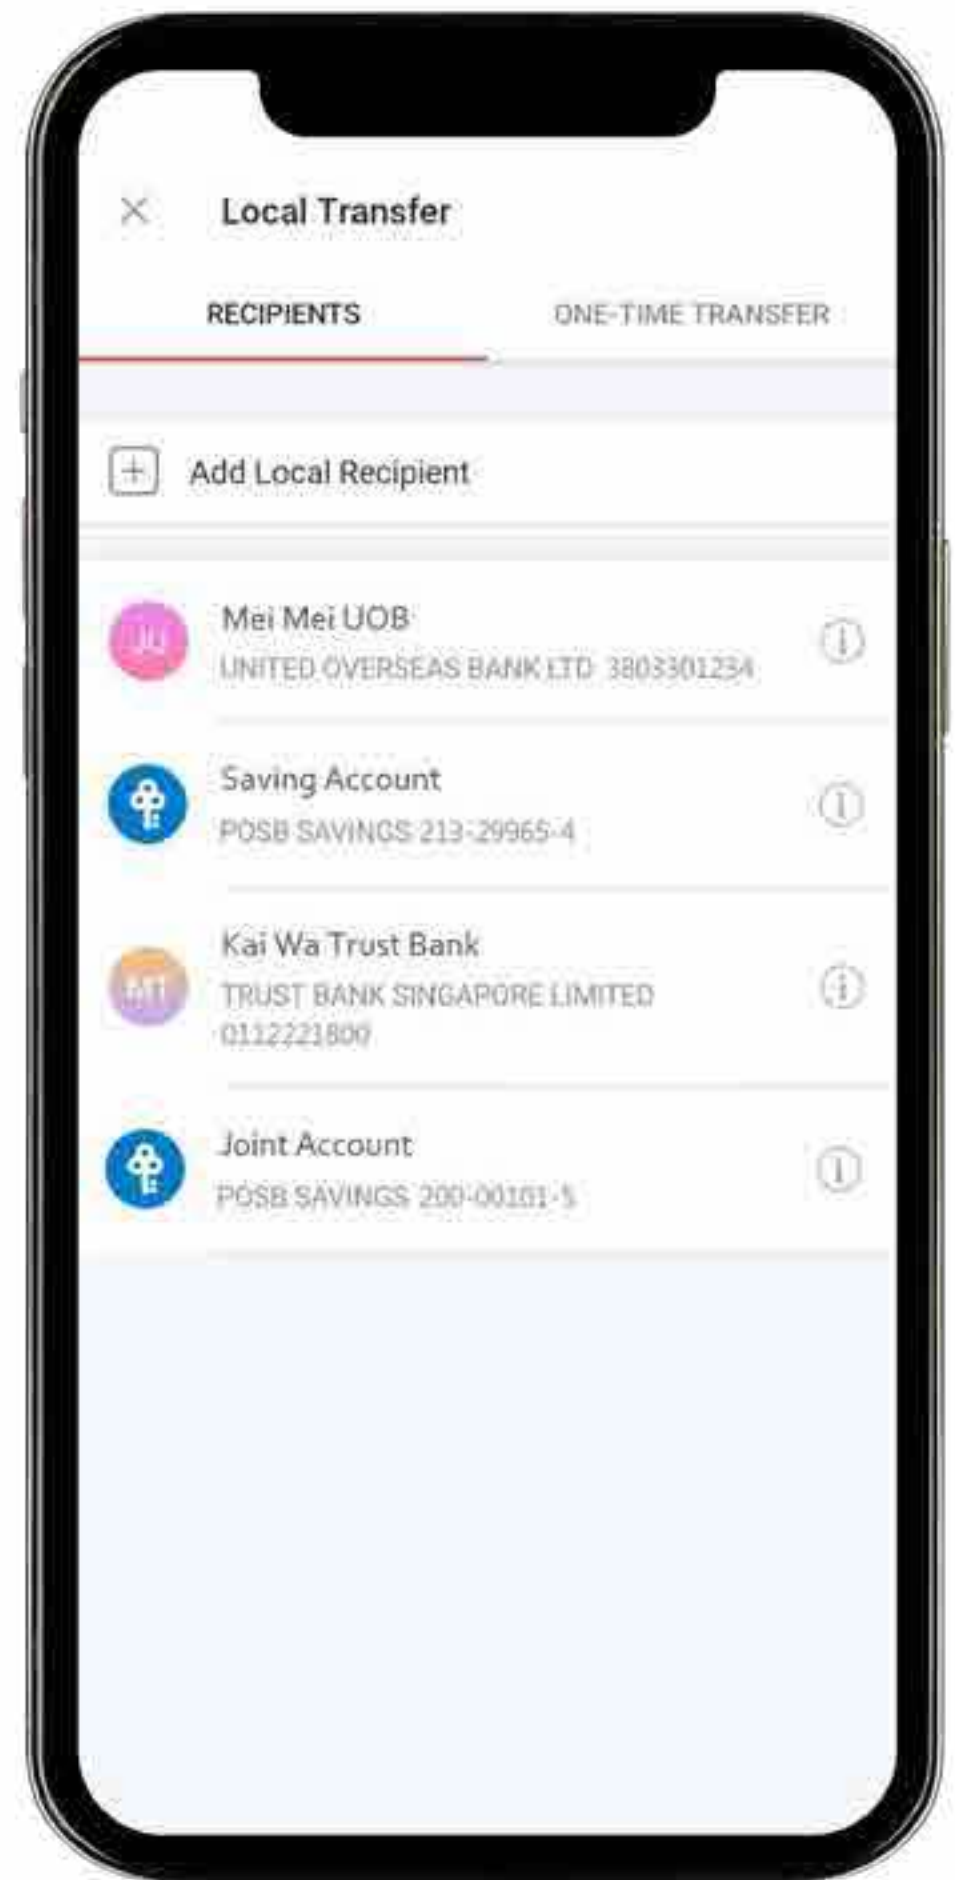 Local Transfer
RECIPIENTS ONE-TIME TRANSFER
Add Local Recipient
Mei Mei UOB
UNITED OVERSEAS BANK LTD 3803301234
Saving Account
POSB SAVINGS 213-29965-4
Kai Wa Trust Bank
TRUST BANK SINGAPORE LIMITED
0112221800
Joint Account
POSB SAVINGS 200-00101-5